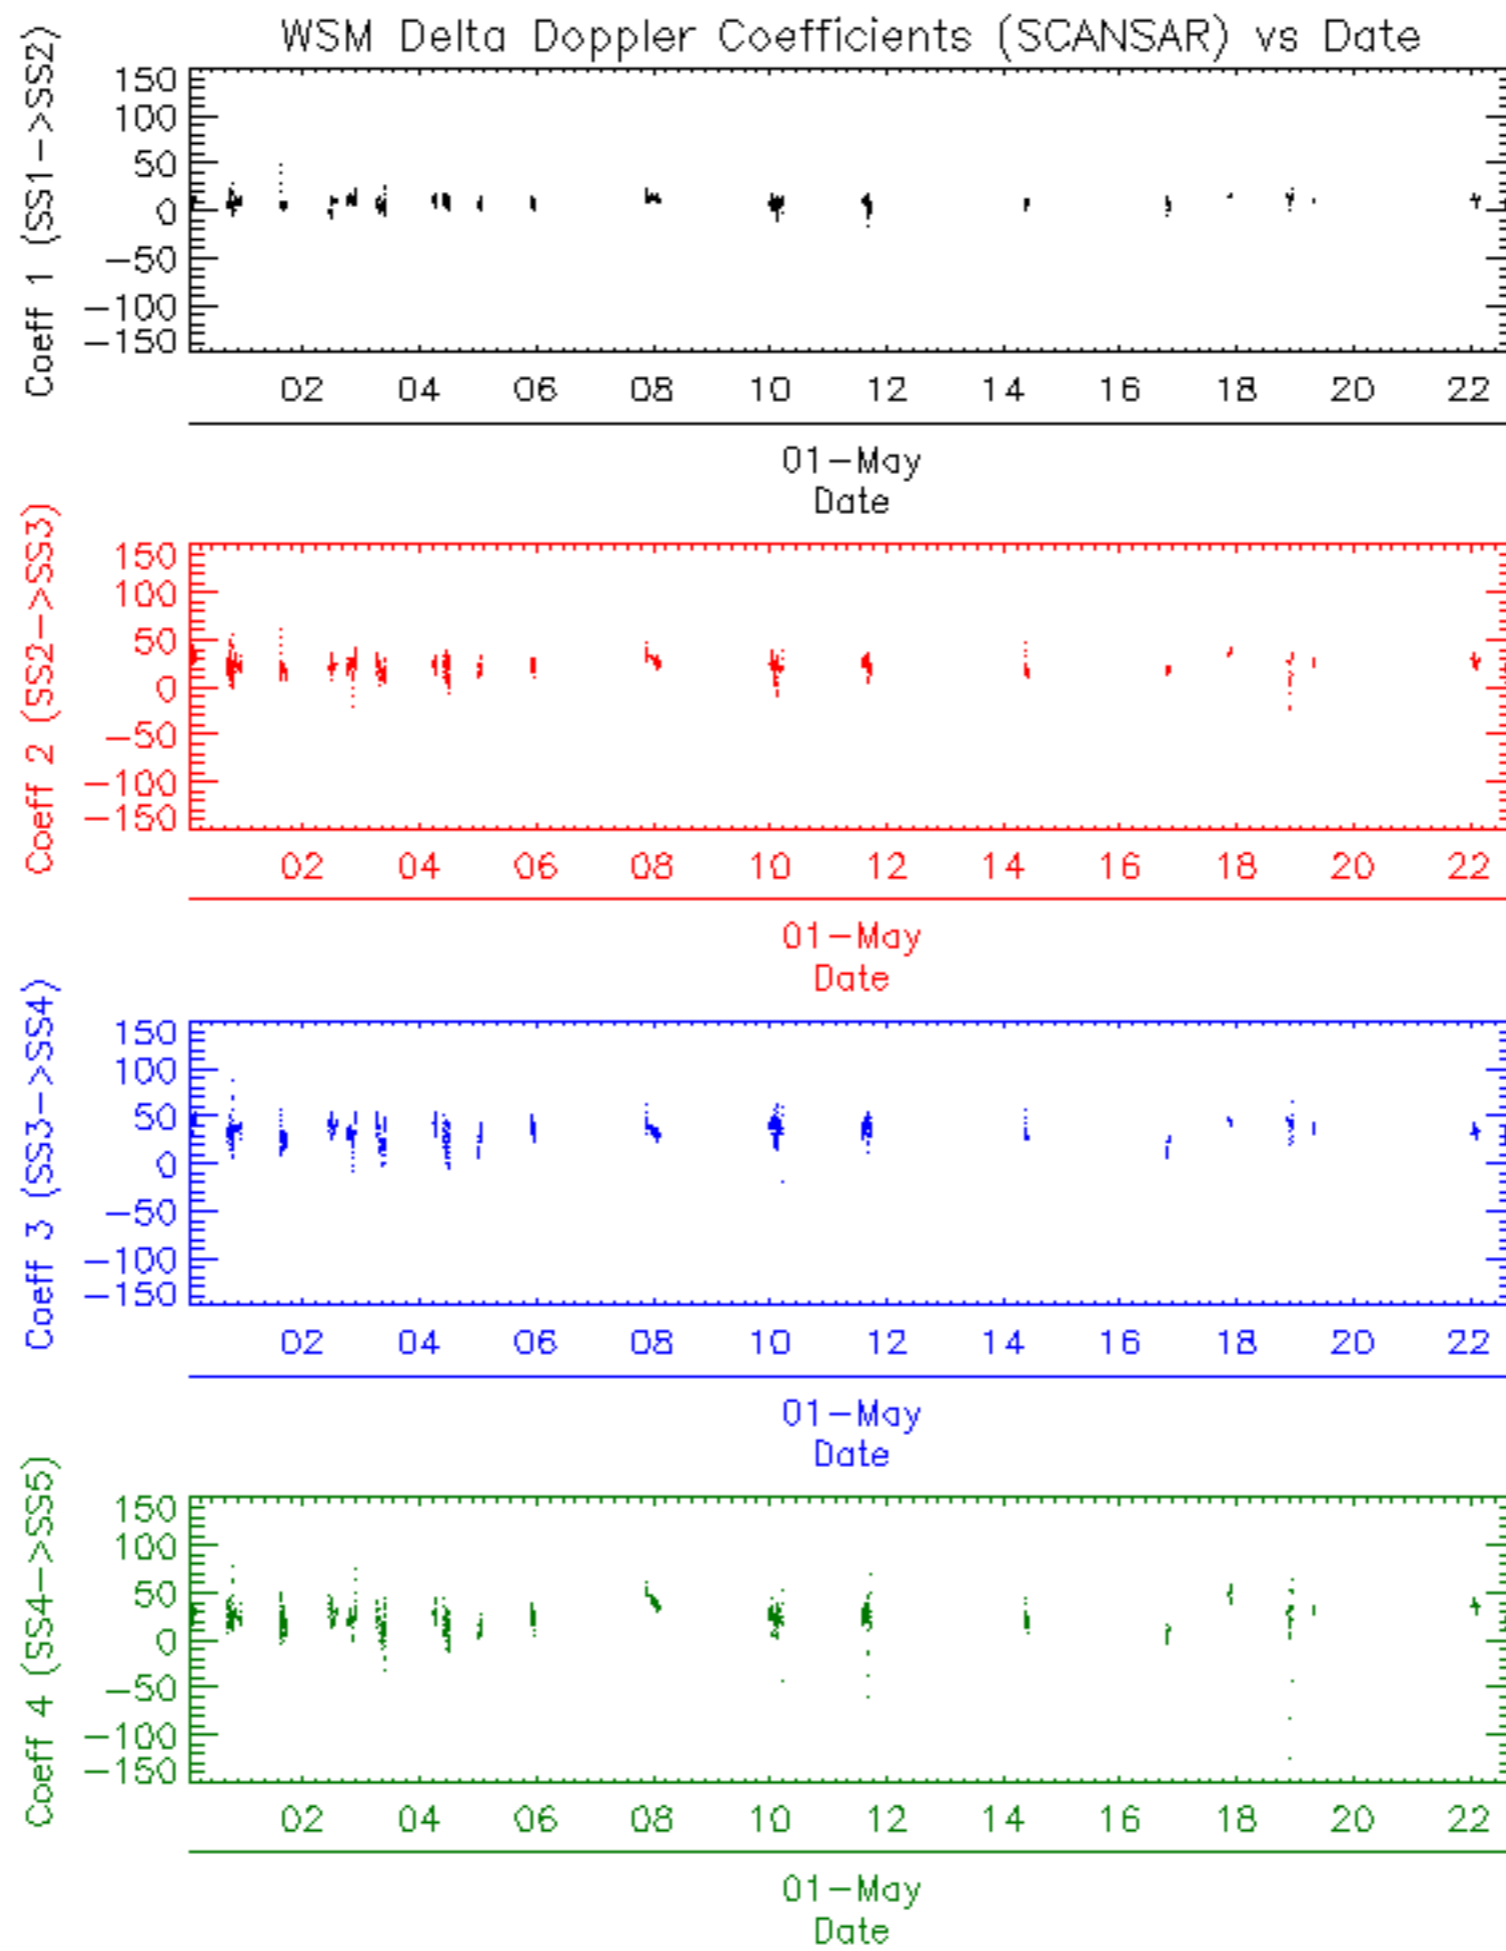 WSM Delta Doppler Coefficients (SCANSAR) vs Date
Coeff 1 (SS1->SS2)
150
100
50
0
-50
-100
-150
02 04 06 08 10 12 14 16 18 20 22
01-May
Date
Coeff 2 (SS2->SS3)
150
100
50
0
-50
-100
-150
02 04 06 08 10 12 14 16 18 20 22
01-May
Date
Coeff 3 (SS3->SS4)
150
100
50
0
-50
-100
-150
02 04 06 08 10 12 14 16 18 20 22
01-May
Date
Coeff 4 (SS4->SS5)
150
100
50
0
-50
-100
-150
02 04 06 08 10 12 14 16 18 20 22
01-May
Date